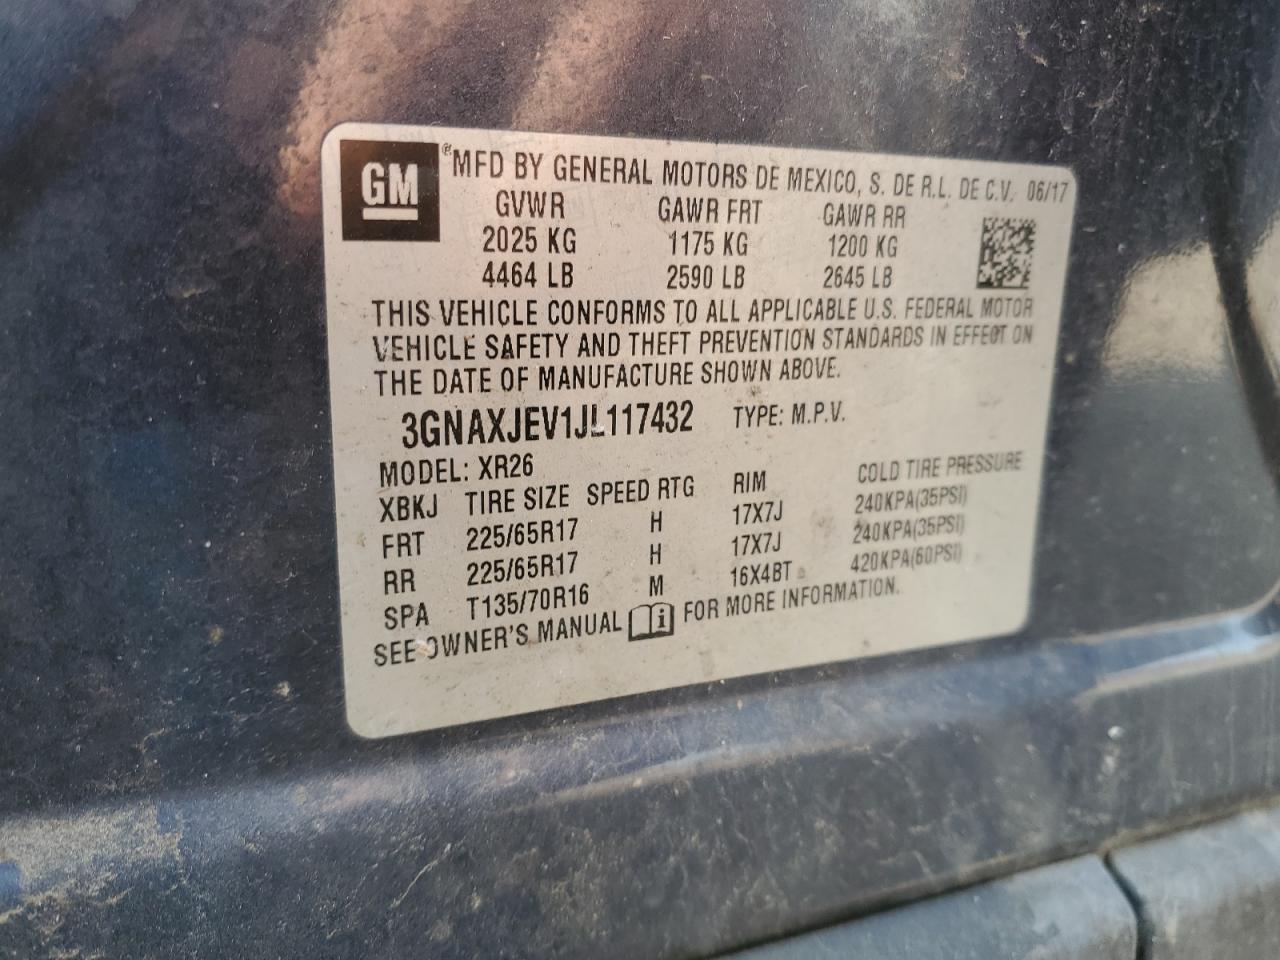 GM
®MFD BY GENERAL MOTORS DE MEXICO, S. DE R.L. DE C.V. 06/17
GVWR GAWR FRT GAWR RR
2025 KG 1175 KG 1200 KG
4464 LB 2590 LB 2645 LB
THIS VEHICLE CONFORMS TO ALL APPLICABLE U.S. FEDERAL MOTOR
VEHICLE SAFETY AND THEFT PREVENTION STANDARDS IN EFFECT ON
THE DATE OF MANUFACTURE SHOWN ABOVE.
3GNAXJEV1JL117432 TYPE: M.P.V.
MODEL: XR26
XBKJ TIRE SIZE SPEED RTG RIM COLD TIRE PRESSURE
FRT 225/65R17 H 17X7J 240KPA(35PSI)
RR 225/65R17 H 17X7J 240KPA(35PSI)
SPA T135/70R16 M 16X4BT 420KPA(60PSI)
SEE OWNER'S MANUAL i FOR MORE INFORMATION.